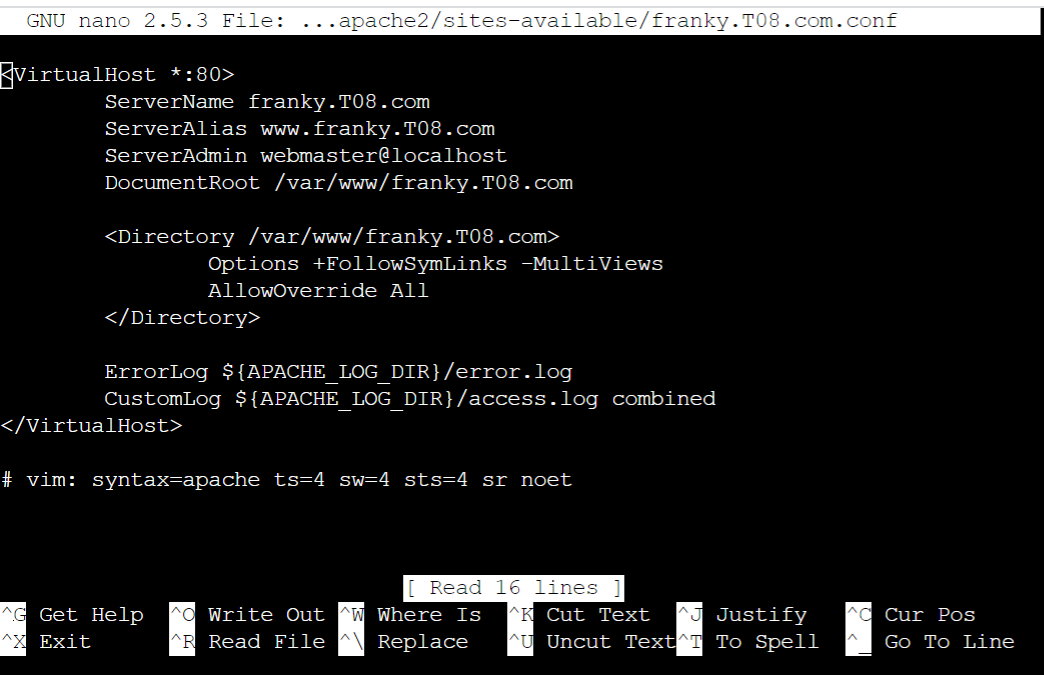 GNU nano 2.5.3 File: ...apache2/sites-available/franky.T08.com.conf
<VirtualHost *:80>
ServerName franky.T08.com
ServerAlias www.franky.T08.com
ServerAdmin webmaster@localhost
DocumentRoot /var/www/franky.T08.com
<Directory /var/www/franky.T08.com>
Options +FollowSymLinks -MultiViews
AllowOverride All
</Directory>
ErrorLog ${APACHE_LOG_DIR}/error.log
CustomLog ${APACHE_LOG_DIR}/access.log combined
</VirtualHost>
# vim: syntax=apache ts=4 sw=4 sts=4 sr noet
[ Read 16 lines ]
^G Get Help ^O Write Out ^W Where Is ^K Cut Text ^J Justify ^C Cur Pos
^X Exit ^R Read File ^\ Replace ^U Uncut Text ^T To Spell ^_ Go To Line